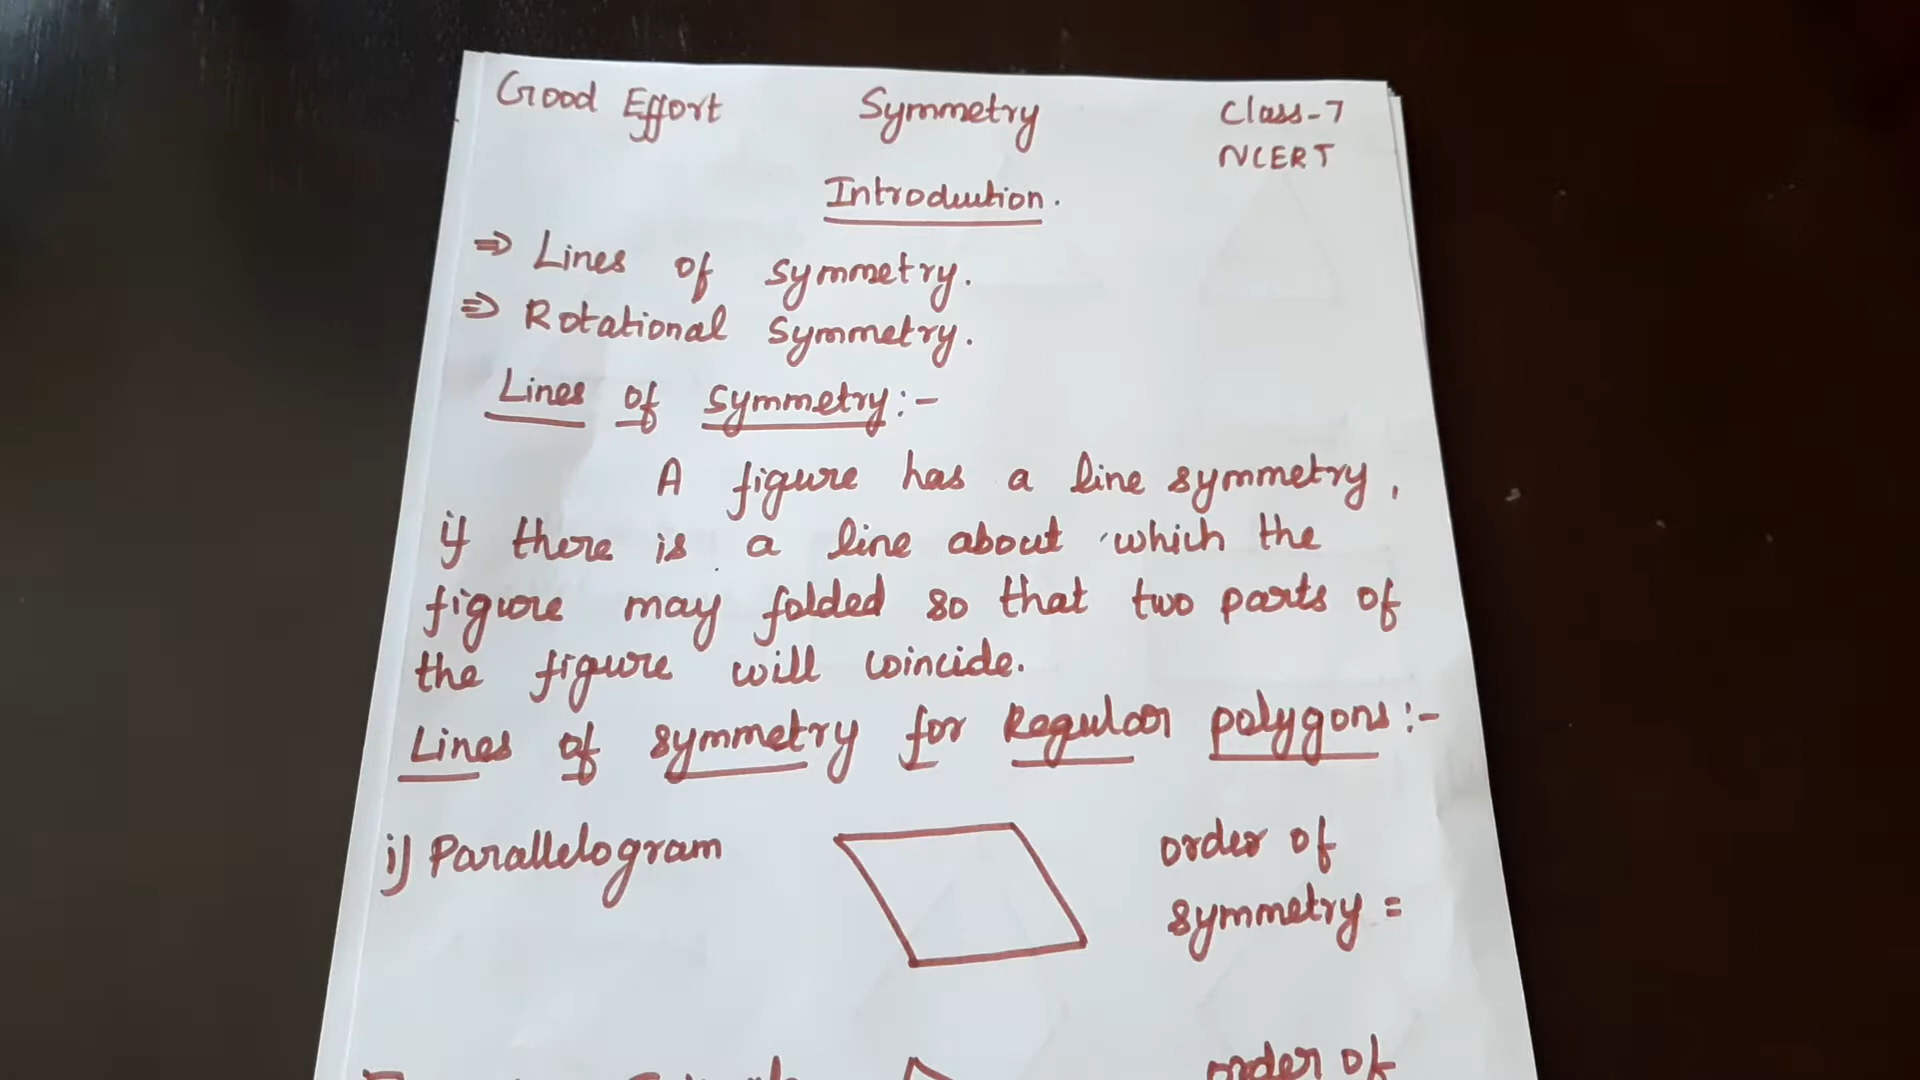 Good Effort Symmetry Class-7
NCERT
Introduction.
⇒ Lines of symmetry.
⇒ Rotational Symmetry.
Lines of symmetry:-
A figure has a line symmetry,
if there is a line about which the
figure may folded so that two parts of
the figure will coincide.
Lines of symmetry for Regular polygons:-
i) Parallelogram order of
symmetry =
order of